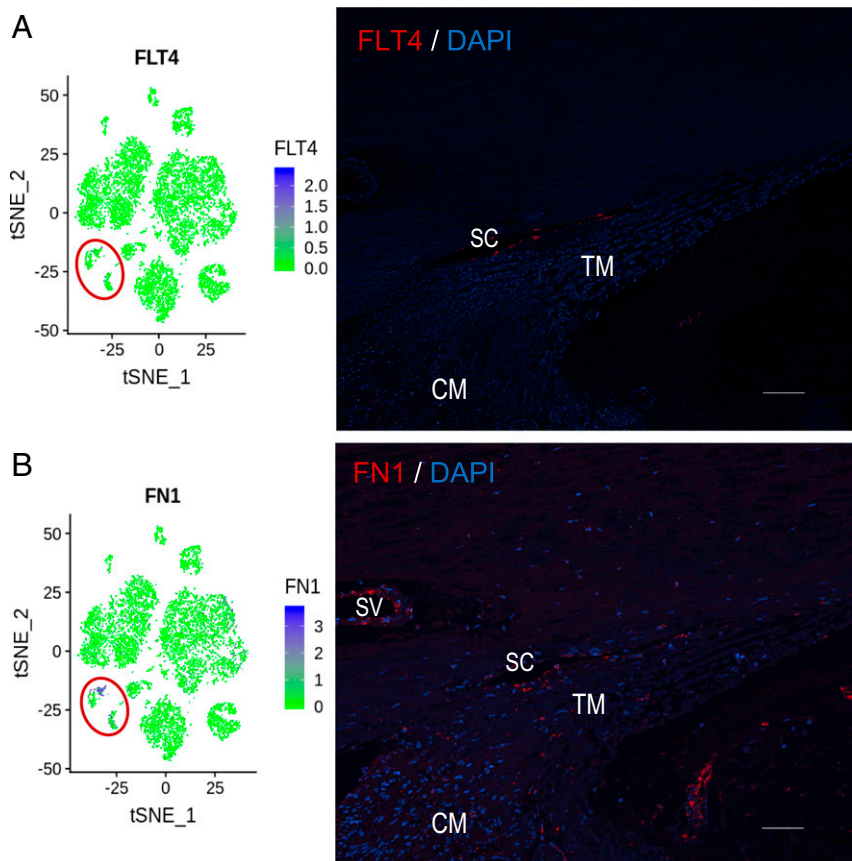 A
FLT4
50
25
0
-25
-50
tSNE_2
-25 0 25
tSNE_1
FLT4
2.0
1.5
1.0
0.5
0.0
FLT4 / DAPI
SC
TM
CM
B
FN1
50
25
0
-25
-50
tSNE_2
-25 0 25
tSNE_1
FN1
3
2
1
0
FN1 / DAPI
SV
SC
TM
CM